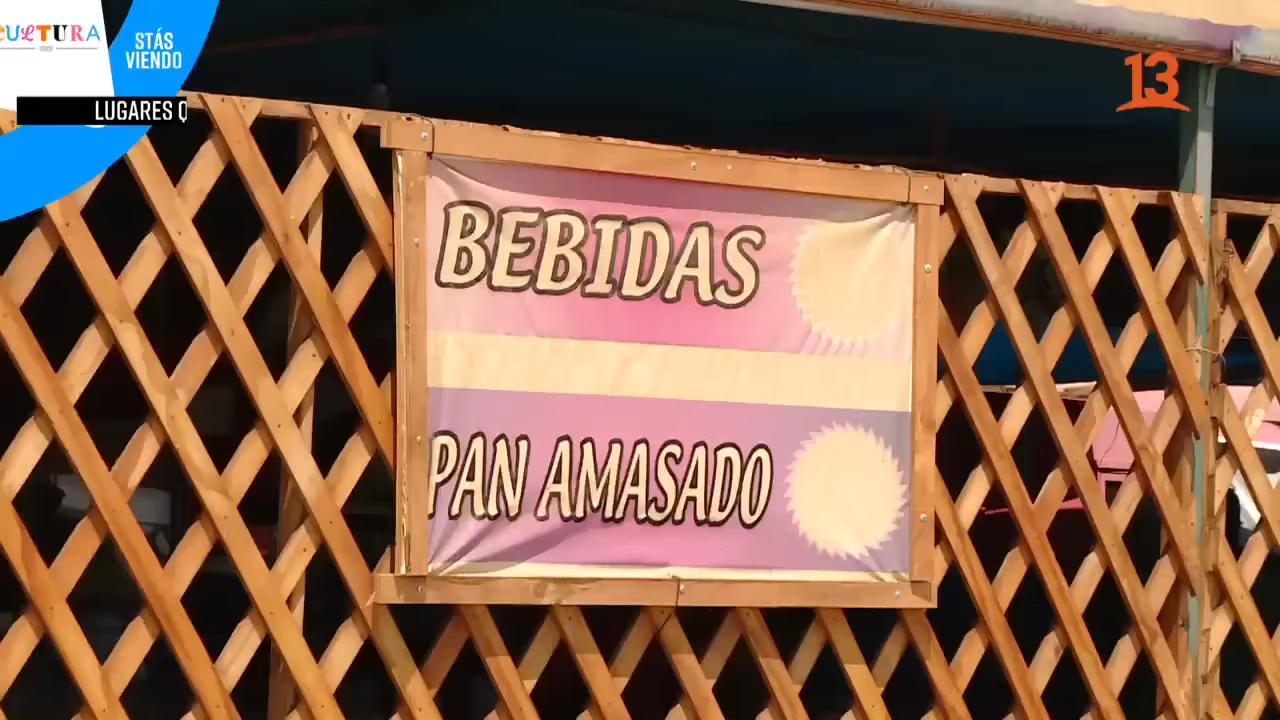 CULTURA
STÁS
VIENDO
LUGARES Q
13
BEBIDAS
PAN AMASADO